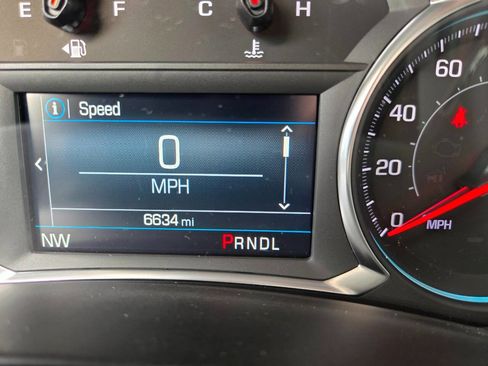 E F C H
i Speed
0
MPH
6634 mi
NW PRNDL
60
40
20
0 MPH